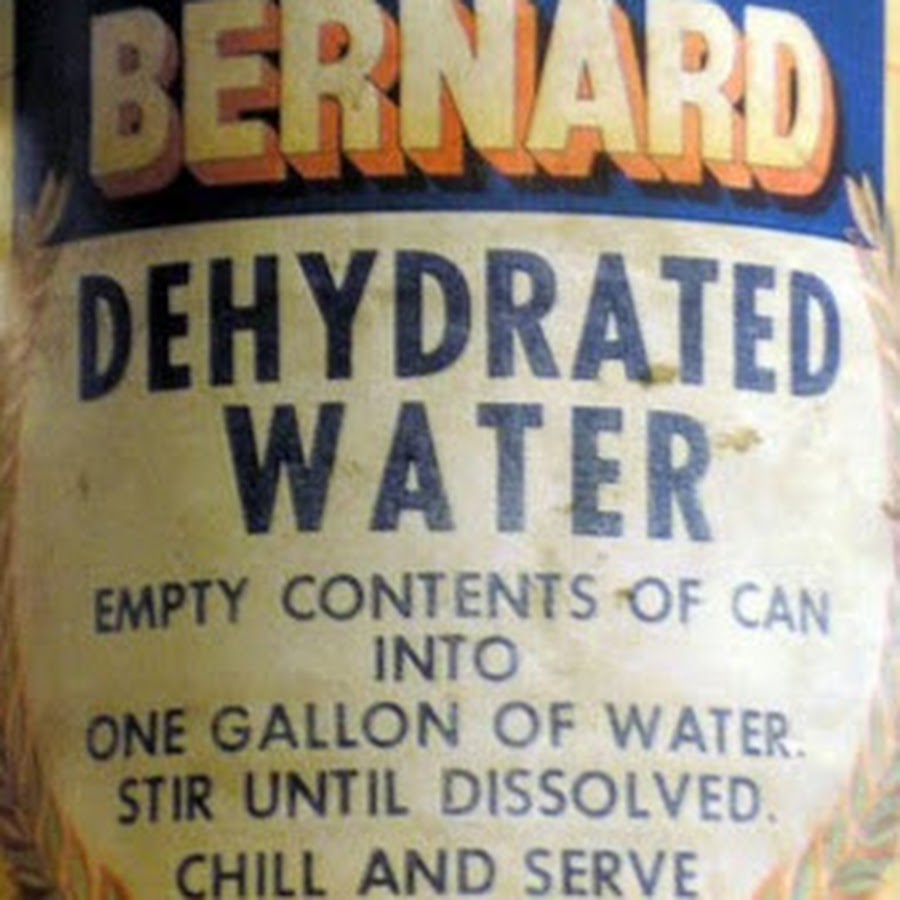 BERNARD
DEHYDRATED
WATER
EMPTY CONTENTS OF CAN
INTO
ONE GALLON OF WATER.
STIR UNTIL DISSOLVED.
CHILL AND SERVE